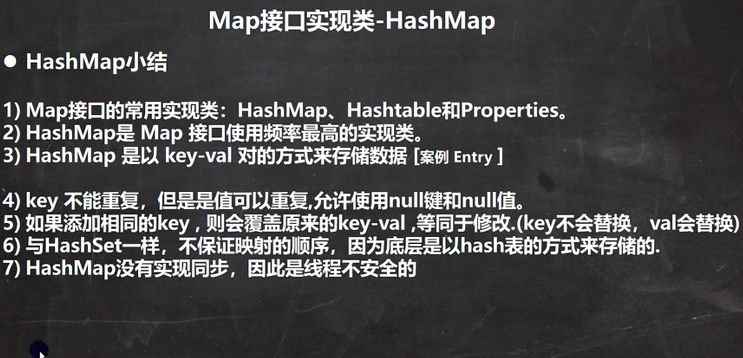 Map接口实现类-HashMap
● HashMap小结
1) Map接口的常用实现类：HashMap、Hashtable和Properties。
2) HashMap是 Map 接口使用频率最高的实现类。
3) HashMap 是以 key-val 对的方式来存储数据 [案例 Entry ]
4) key 不能重复，但是是值可以重复,允许使用null键和null值。
5) 如果添加相同的key , 则会覆盖原来的key-val ,等同于修改.(key不会替换，val会替换)
6) 与HashSet一样，不保证映射的顺序，因为底层是以hash表的方式来存储的.
7) HashMap没有实现同步，因此是线程不安全的